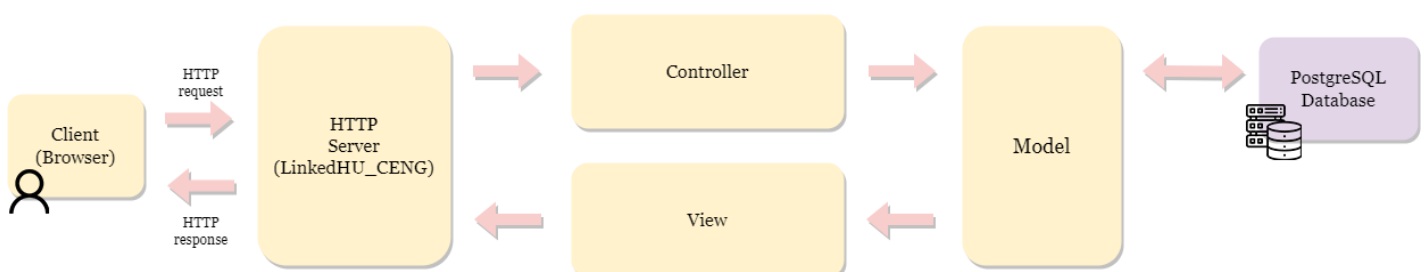 HTTP
request
Client
(Browser)
HTTP
response
HTTP
Server
(LinkedHU_CENG)
Controller
View
Model
PostgreSQL
Database